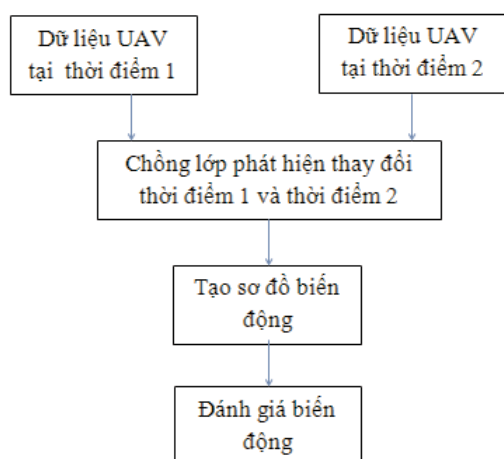 Dữ liệu UAV
tại thời điểm 1
Dữ liệu UAV
tại thời điểm 2
Chồng lớp phát hiện thay đổi
thời điểm 1 và thời điểm 2
Tạo sơ đồ biến
động
Đánh giá biến
động